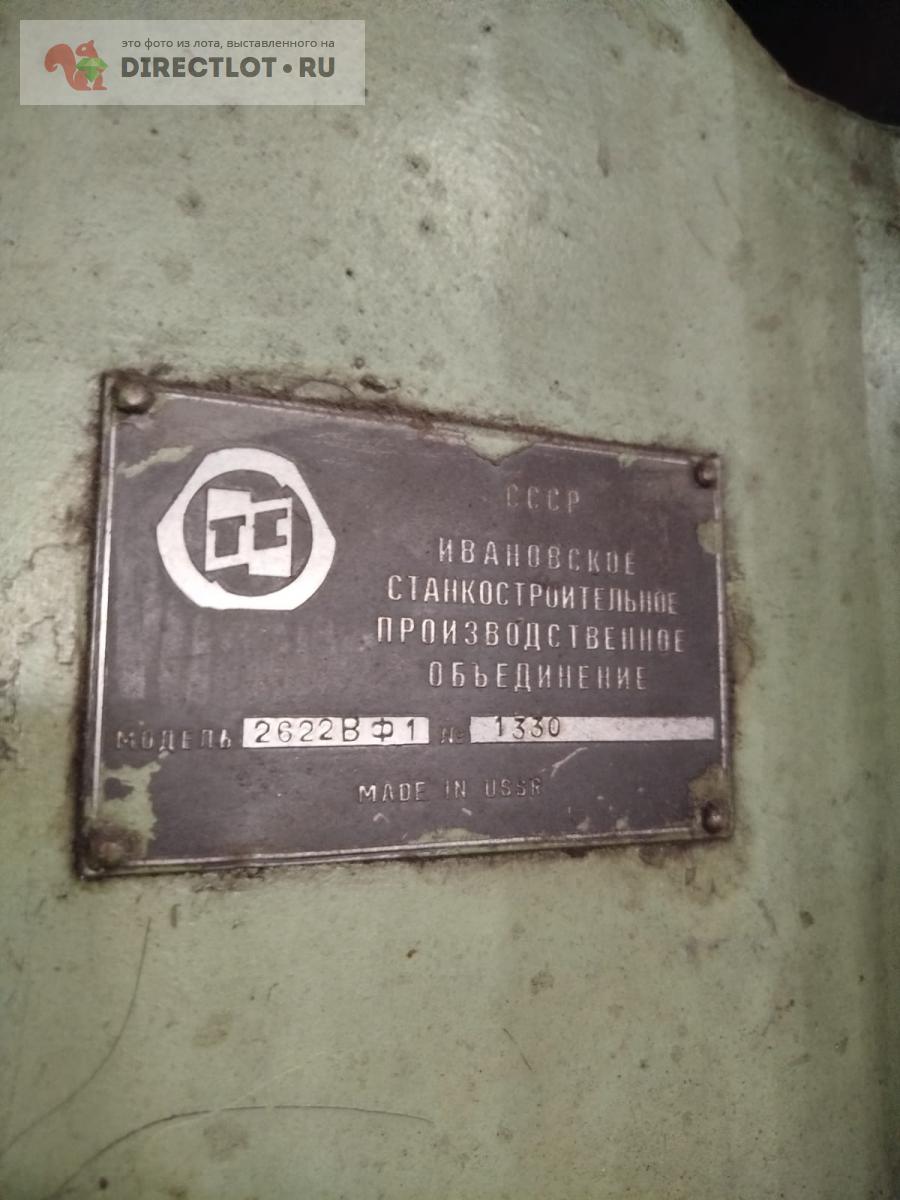 это фото из лота, выставленного на
DIRECTLOT.RU
СССР
ИВАНОВСКОЕ
СТАНКОСТРОИТЕЛЬНОЕ
ПРОИЗВОДСТВЕННОЕ
ОБЪЕДИНЕНИЕ
МОДЕЛЬ 2622ВФ1 № 1330
MADE IN USSR